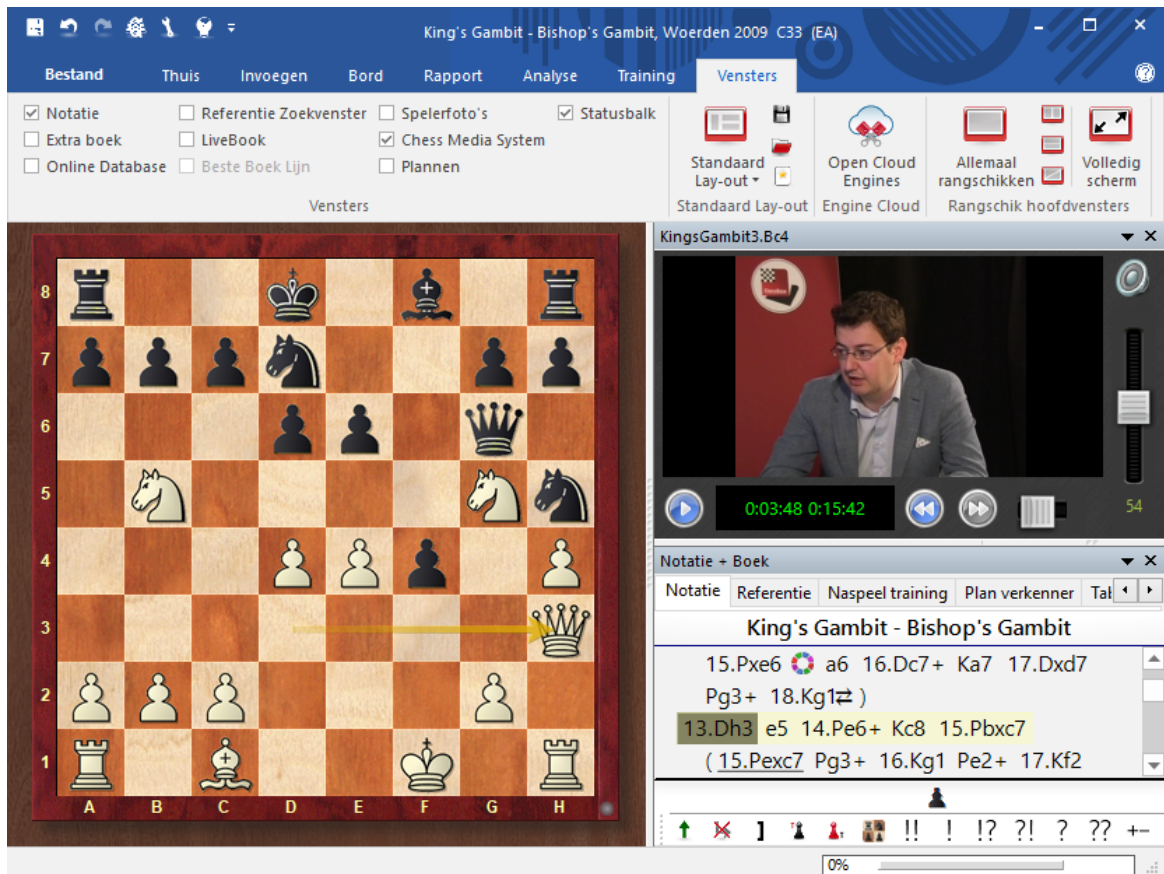 King's Gambit - Bishop's Gambit, Woerden 2009 C33 (EA)
Bestand Thuis Invoegen Bord Rapport Analyse Training Vensters
Notatie Referentie Zoekvenster Spelerfoto's Statusbalk
Extra boek LiveBook Chess Media System
Online Database Beste Boek Lijn Plannen
Vensters
Standaard Lay-out
Open Cloud Engines
Allemaal rangschikken
Volledig scherm
Standaard Lay-out Engine Cloud Rangschik hoofdvensters
KingsGambit3.Bc4
8
7
6
5
4
3
2
1
A B C D E F G H
0:03:48 0:15:42
54
Notatie + Boek
Notatie Referentie Naspeel training Plan verkenner Tab
King's Gambit - Bishop's Gambit
15.Pxe6 a6 16.Dc7+ Ka7 17.Dxd7
Pg3+ 18.Kg1⇄ )
13.Dh3 e5 14.Pe6+ Kc8 15.Pbxc7
( 15.Pexc7 Pg3+ 16.Kg1 Pe2+ 17.Kf2
] !! ! !? ?! ? ?? +−
0%